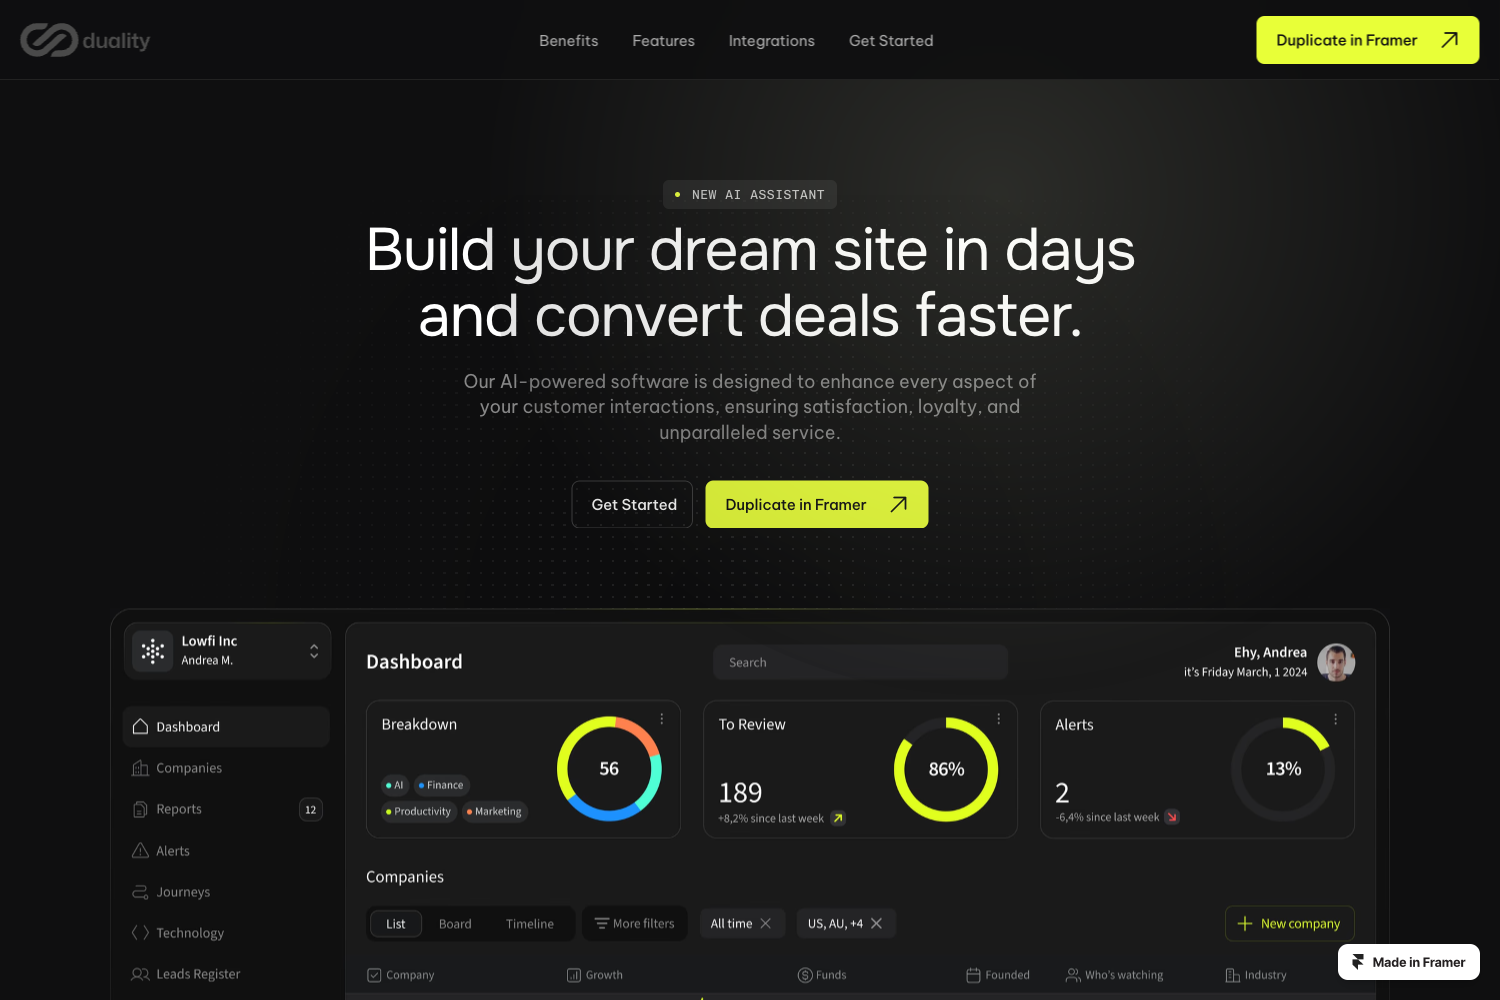 duality
Benefits
Features
Integrations
Get Started
Duplicate in Framer
NEW AI ASSISTANT
Build your dream site in days
and convert deals faster.
Our AI-powered software is designed to enhance every aspect of
your customer interactions, ensuring satisfaction, loyalty, and
unparalleled service.
Get Started
Duplicate in Framer
Lowfi Inc
Andrea M.
Dashboard
Companies
Reports
12
Alerts
Journeys
Technology
Leads Register
Dashboard
Search
Ehy, Andrea
it's Friday March, 1 2024
Breakdown
AI
Finance
Productivity
Marketing
56
To Review
189
+8,2% since last week
86%
Alerts
2
-6,4% since last week
13%
Companies
List
Board
Timeline
More filters
All time
US, AU, +4
New company
Company
Growth
Funds
Founded
Who's watching
Industry
Made in Framer